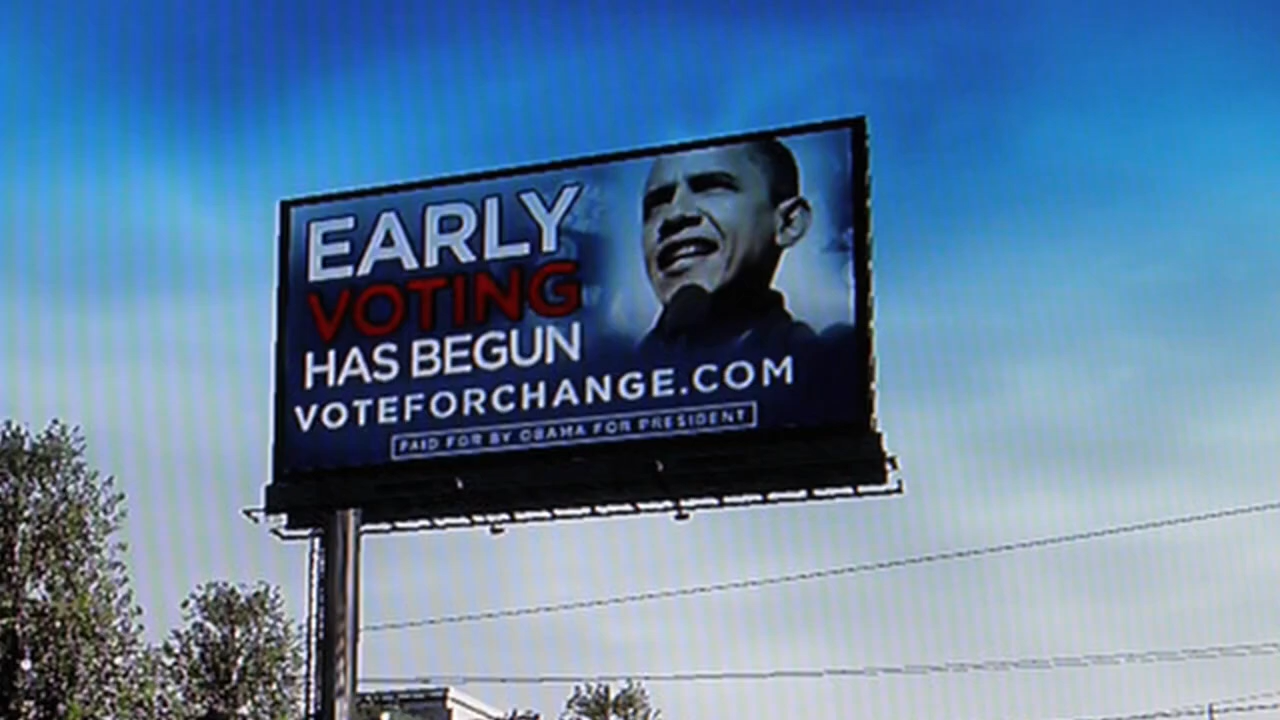 EARLY
VOTING
HAS BEGUN
VOTEFORCHANGE.COM
PAID FOR BY OBAMA FOR PRESIDENT